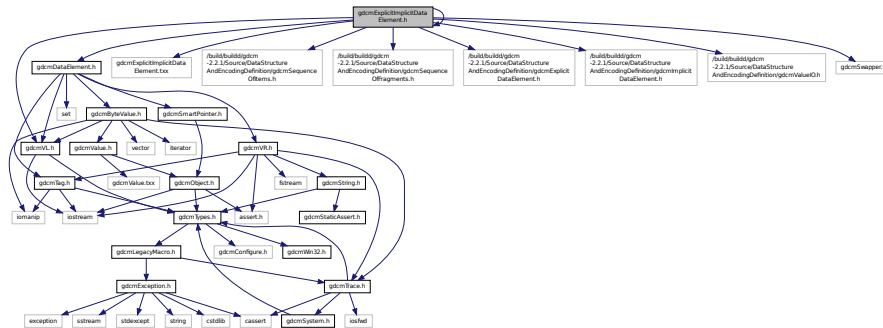 gdcmExplicitImplicitData
Element.h
gdcmDataElement.h
gdcmExplicitImplicitData
Element.txx
/build/buildd/gdcm
-2.2.1/Source/DataStructure
AndEncodingDefinition/gdcmSequence
OfItems.h
/build/buildd/gdcm
-2.2.1/Source/DataStructure
AndEncodingDefinition/gdcmSequence
OfFragments.h
/build/buildd/gdcm
-2.2.1/Source/DataStructure
AndEncodingDefinition/gdcmExplicit
DataElement.h
/build/buildd/gdcm
-2.2.1/Source/DataStructure
AndEncodingDefinition/gdcmImplicit
DataElement.h
/build/buildd/gdcm
-2.2.1/Source/DataStructure
AndEncodingDefinition/gdcmValueIO.h
gdcmSwapper.
set
gdcmByteValue.h
gdcmSmartPointer.h
gdcmVL.h
gdcmValue.h
vector
iterator
gdcmVR.h
gdcmTag.h
gdcmValue.txx
gdcmObject.h
fstream
gdcmString.h
iomanip
iostream
gdcmTypes.h
assert.h
gdcmStaticAssert.h
gdcmLegacyMacro.h
gdcmConfigure.h
gdcmWin32.h
gdcmException.h
gdcmTrace.h
exception
sstream
stdexcept
string
cstdlib
cassert
gdcmSystem.h
iosfwd